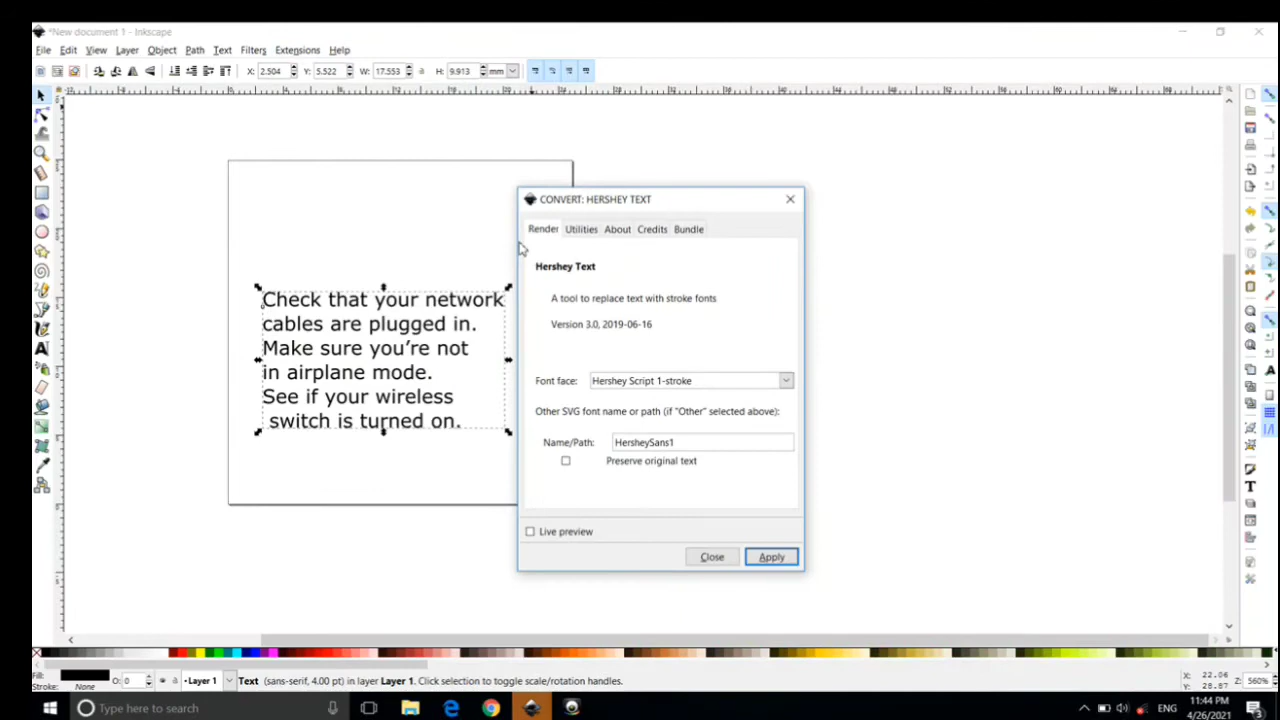 *New document 1 - Inkscape
File Edit View Layer Object Path Text Filters Extensions Help
X: 2.504 Y: 5.522 W: 17.553 H: 9.913 mm
CONVERT: HERSHEY TEXT
Render Utilities About Credits Bundle
Hershey Text
A tool to replace text with stroke fonts
Version 3.0, 2019-06-16
Font face: Hershey Script 1-stroke
Other SVG font name or path (if "Other" selected above):
Name/Path: HersheySans1
Preserve original text
Live preview
Close Apply
Check that your network
cables are plugged in.
Make sure you’re not
in airplane mode.
See if your wireless
switch is turned on.
Fill: O: 0 Layer 1 Text (sans-serif, 4.00 pt) in layer Layer 1. Click selection to toggle scale/rotation handles. X: 22.06 Z: 560%
Stroke: None Y: 28.87
Type here to search
ENG
11:44 PM
4/26/2021